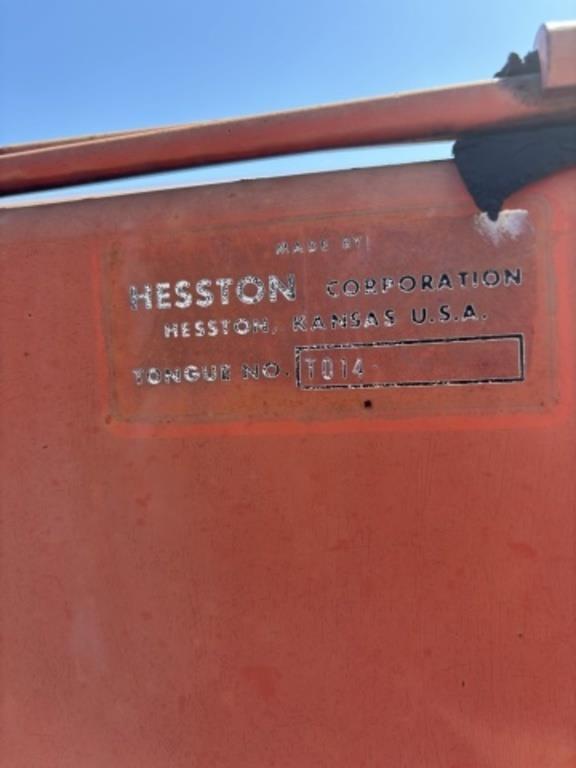 MADE BY
HESSTON CORPORATION
HESSTON, KANSAS U.S.A.
TONGUE NO. T014-